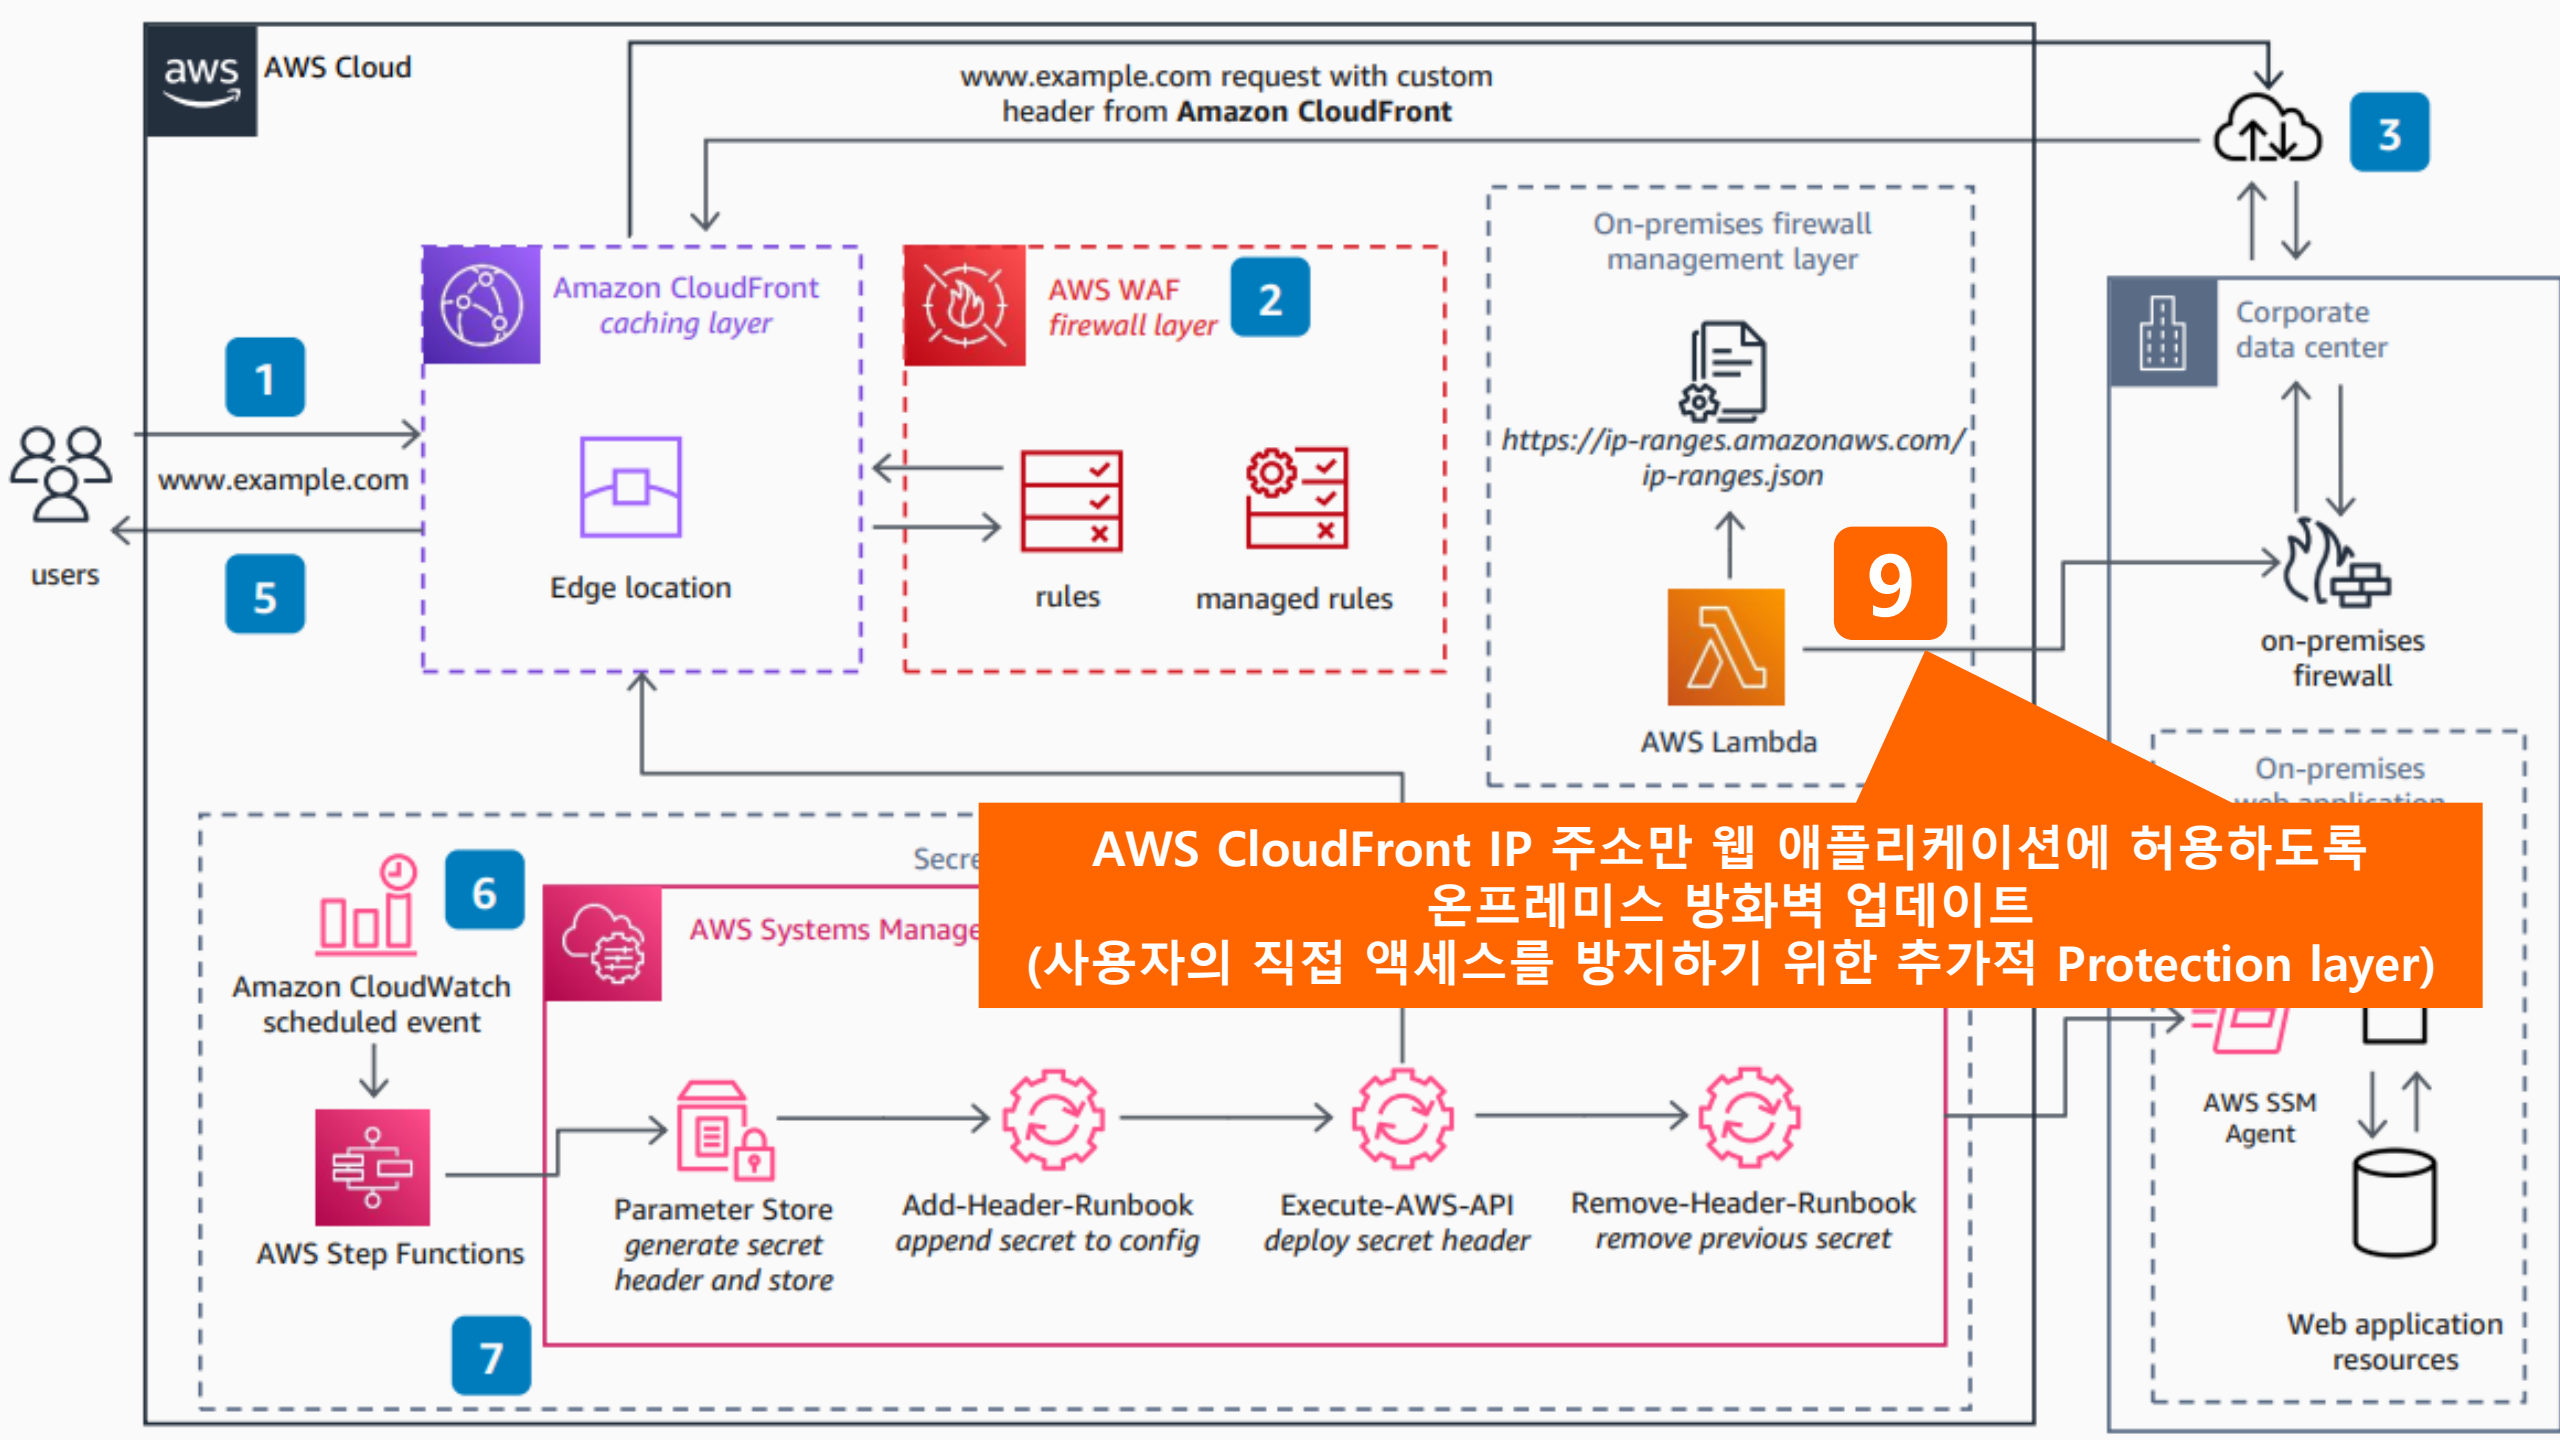 aws
AWS Cloud
www.example.com request with custom
header from Amazon CloudFront
3
On-premises firewall
management layer
Amazon CloudFront
caching layer
AWS WAF
firewall layer
2
Corporate
data center
1
https://ip-ranges.amazonaws.com/
ip-ranges.json
www.example.com
users
5
Edge location
rules
managed rules
9
on-premises
firewall
AWS Lambda
On-premises
web application
AWS CloudFront IP 주소만 웹 애플리케이션에 허용하도록
온프레미스 방화벽 업데이트
(사용자의 직접 액세스를 방지하기 위한 추가적 Protection layer)
6
AWS Systems
Amazon CloudWatch
scheduled event
AWS SSM
Agent
Parameter Store
generate secret
header and store
Add-Header-Runbook
append secret to config
Execute-AWS-API
deploy secret header
Remove-Header-Runbook
remove previous secret
AWS Step Functions
7
Web application
resources